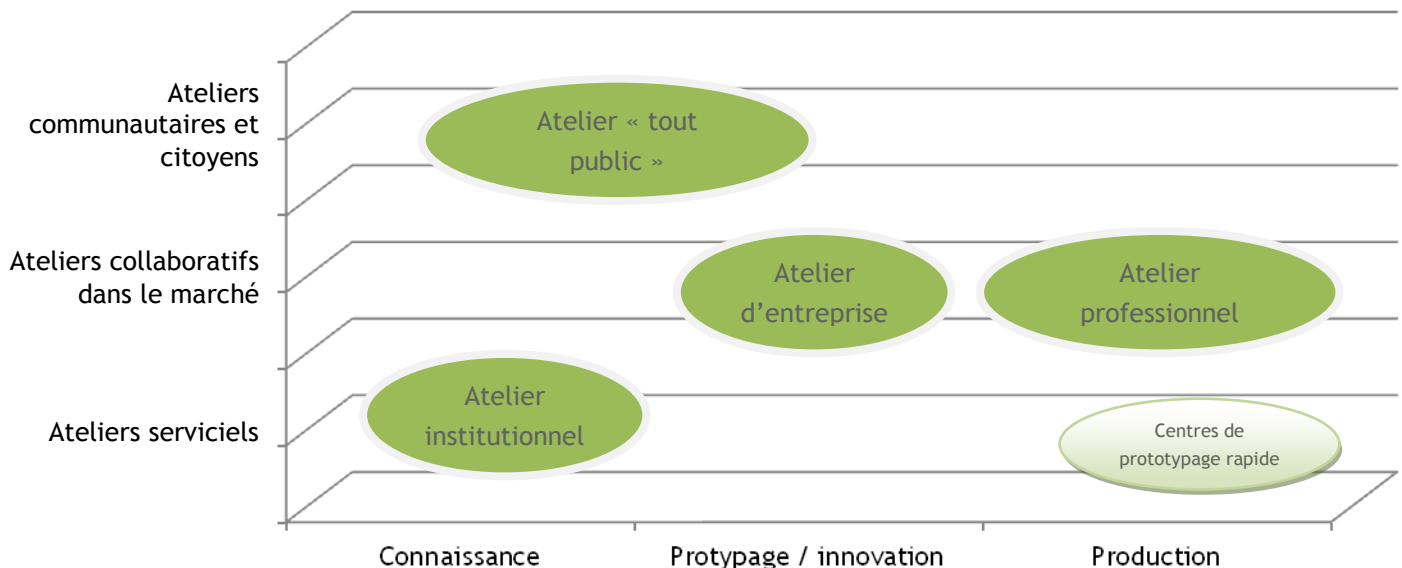 Ateliers
communautaires et
citoyens
Atelier « tout
public »
Ateliers collaboratifs
dans le marché
Atelier
d’entreprise
Atelier
professionnel
Ateliers serviciels
Atelier
institutionnel
Centres de
prototypage rapide
Connaissance
Protypage / innovation
Production